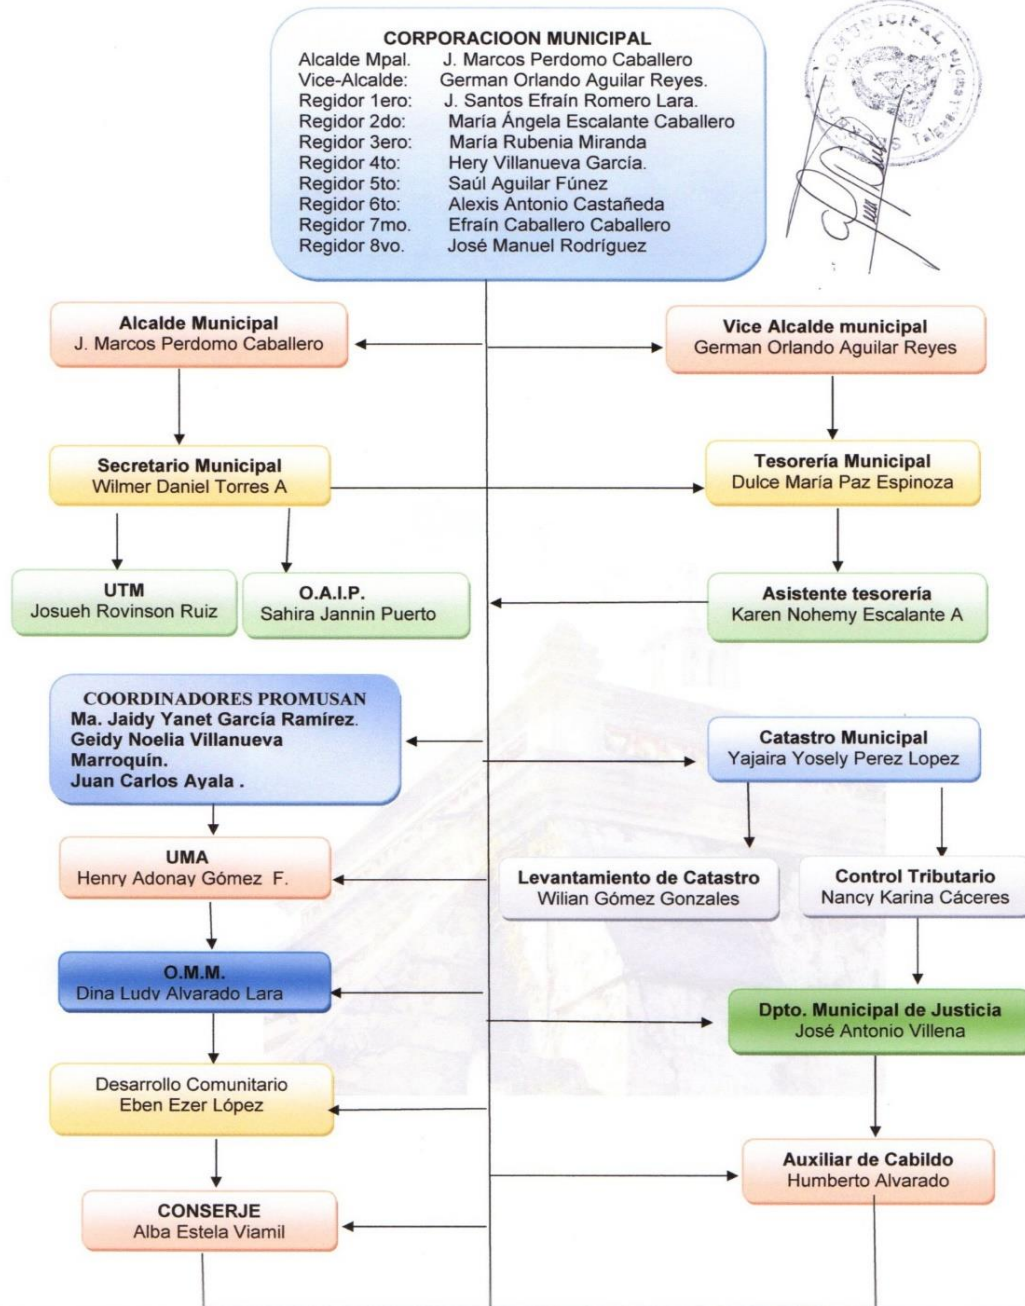 CORPORACIOON MUNICIPAL
Alcalde Mpal. J. Marcos Perdomo Caballero
Vice-Alcalde: German Orlando Aguilar Reyes.
Regidor 1ero: J. Santos Efraín Romero Lara.
Regidor 2do: María Ángela Escalante Caballero
Regidor 3ero: María Rubenia Miranda
Regidor 4to: Hery Villanueva García.
Regidor 5to: Saúl Aguilar Fúnez
Regidor 6to: Alexis Antonio Castañeda
Regidor 7mo. Efraín Caballero Caballero
Regidor 8vo. José Manuel Rodríguez
MUNICIPAL
Alcalde Municipal
J. Marcos Perdomo Caballero
Vice Alcalde municipal
German Orlando Aguilar Reyes
Secretario Municipal
Wilmer Daniel Torres A
Tesorería Municipal
Dulce María Paz Espinoza
UTM
Josueh Rovinson Ruiz
O.A.I.P.
Sahira Jannin Puerto
Asistente tesorería
Karen Nohemy Escalante A
COORDINADORES PROMUSAN
Ma. Jaidy Yanet García Ramírez.
Geidy Noelia Villanueva
Marroquín.
Juan Carlos Ayala .
Catastro Municipal
Yajaira Yosely Perez Lopez
UMA
Henry Adonay Gómez F.
Levantamiento de Catastro
Wilian Gómez Gonzales
Control Tributario
Nancy Karina Cáceres
O.M.M.
Dina Ludy Alvarado Lara
Dpto. Municipal de Justicia
José Antonio Villena
Desarrollo Comunitario
Eben Ezer López
Auxiliar de Cabildo
Humberto Alvarado
CONSERJE
Alba Estela Viamil